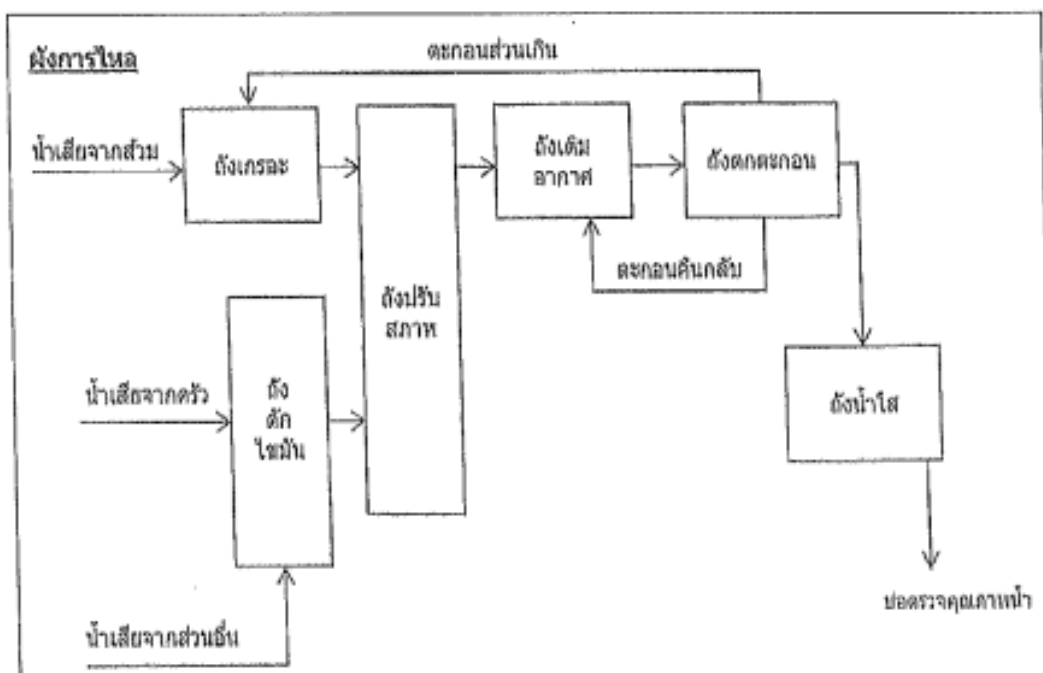 ผังการไหล
ตะกอนส่วนเกิน
น้ำเสียจากส้วม
ถังเกรอะ
ถังเติม
อากาศ
ถังตกตะกอน
ตะกอนคืนกลับ
ถังปรับ
สภาพ
น้ำเสียจากครัว
ถัง
ดัก
ไขมัน
ถังน้ำใส
น้ำเสียจากส่วนอื่น
บ่อตรวจคุณภาพน้ำ